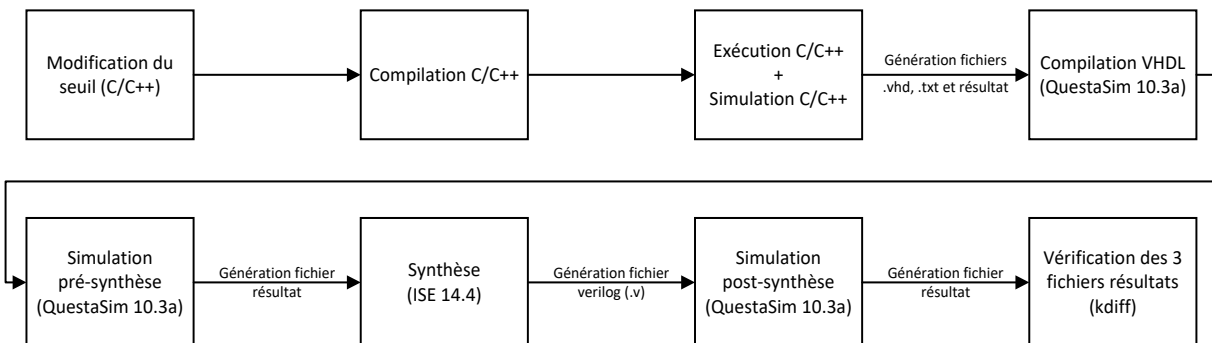 Modification du
seuil (C/C++)
Compilation C/C++
Exécution C/C++
+
Simulation C/C++
Génération fichiers
.vhd, .txt et résultat
Compilation VHDL
(QuestaSim 10.3a)
Simulation
pré-synthèse
(QuestaSim 10.3a)
Génération fichier
résultat
Synthèse
(ISE 14.4)
Génération fichier
verilog (.v)
Simulation
post-synthèse
(QuestaSim 10.3a)
Génération fichier
résultat
Vérification des 3
fichiers résultats
(kdiff)